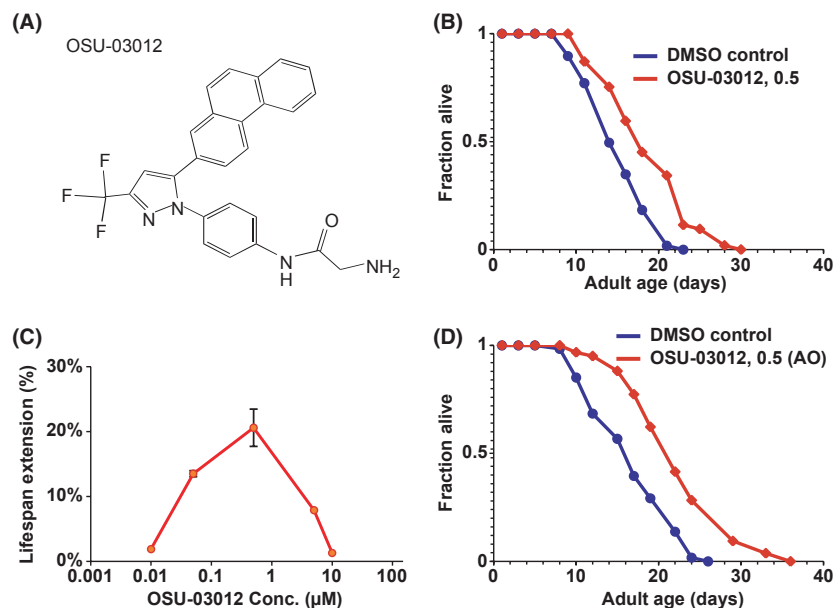 (A)
OSU-03012
F
F
F
N
N
N
H
O
NH2
(B)
1
0.5
0
Fraction alive
DMSO control
OSU-03012, 0.5
0 10 20 30 40
Adult age (days)
(C)
30%
20%
10%
0%
Lifespan extension (%)
0.001 0.01 0.1 1 10 100
OSU-03012 Conc. (µM)
(D)
1
0.5
0
Fraction alive
DMSO control
OSU-03012, 0.5 (AO)
0 10 20 30 40
Adult age (days)